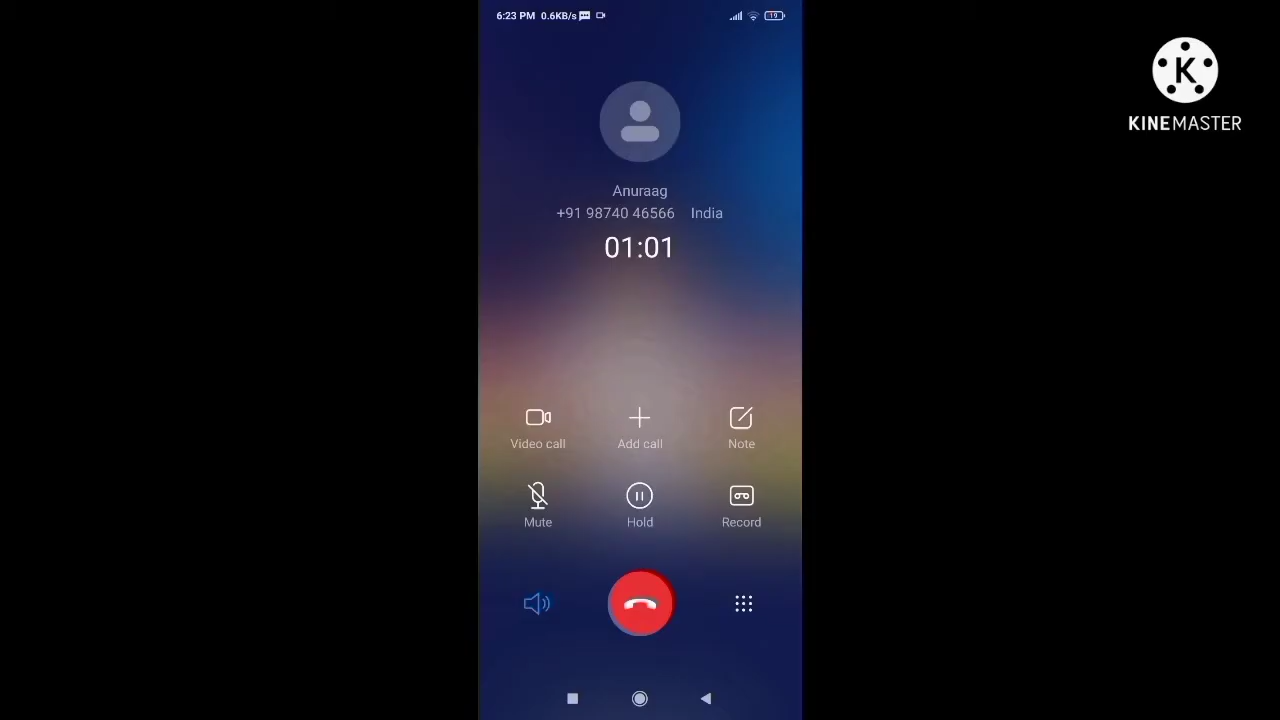 6:23 PM 0.6KB/s
19
K
KINEMASTER
Anuraag
+91 98740 46566 India
01:01
Video call
Add call
Note
Mute
Hold
Record